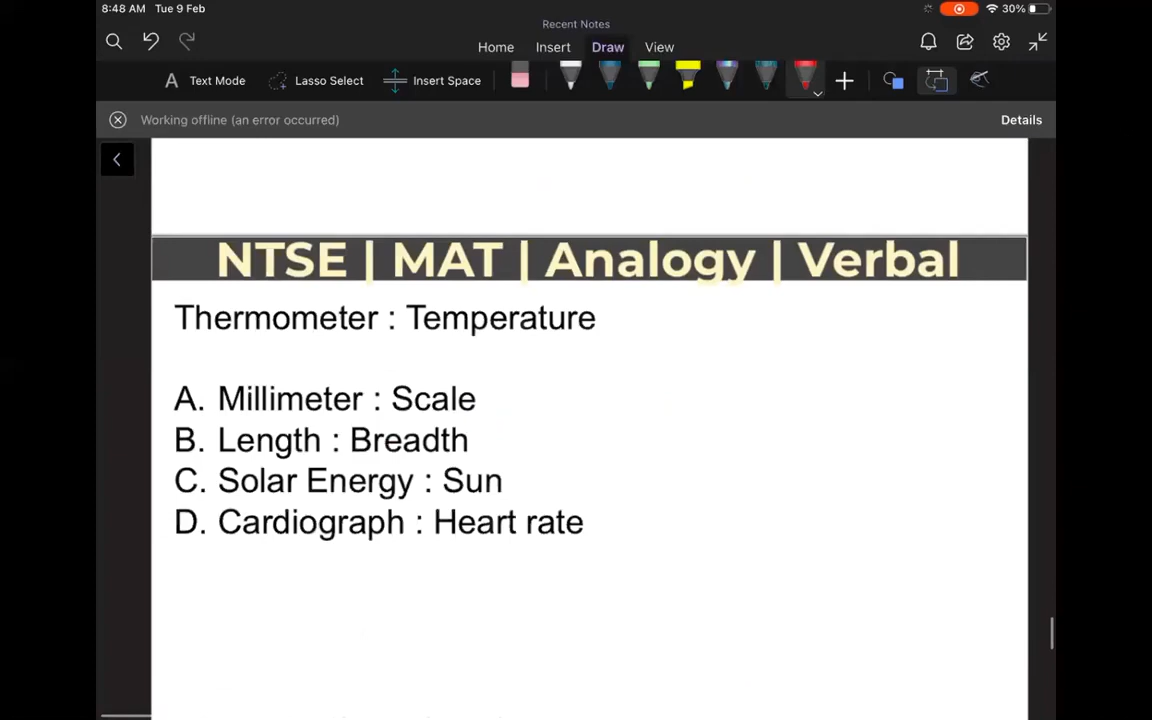 8:48 AM Tue 9 Feb
30%
Recent Notes
Home Insert Draw View
Text Mode Lasso Select Insert Space
Working offline (an error occurred) Details
NTSE | MAT | Analogy | Verbal
Thermometer : Temperature
A. Millimeter : Scale
B. Length : Breadth
C. Solar Energy : Sun
D. Cardiograph : Heart rate